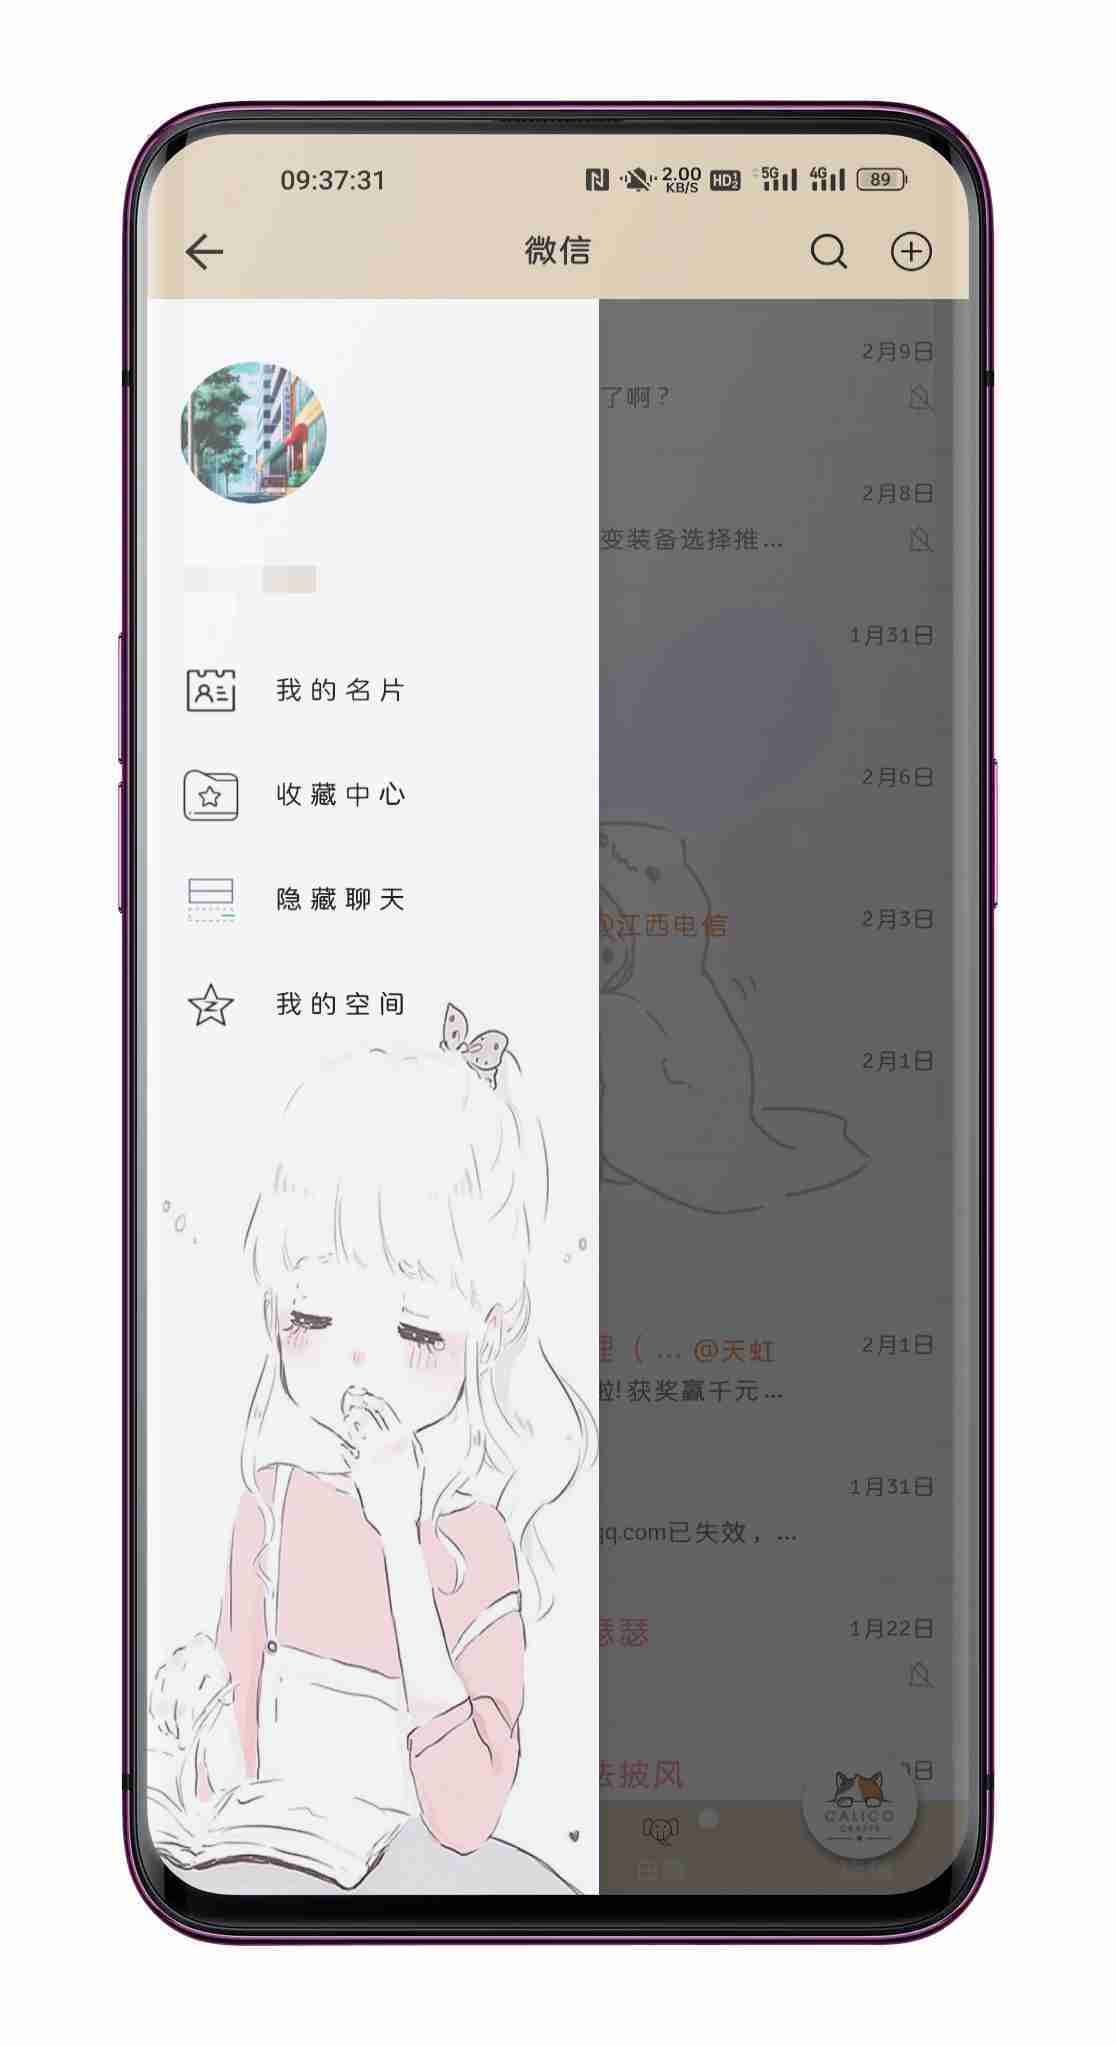 09:37:31 2.00 KB/S HD 1 2 5G 4G 89
微信
2月9日
了啊？
2月8日
变装备选择推...
1月31日
我的名片
2月6日
收藏中心
隐藏聊天
2月3日
@江西电信
我的空间
2月1日
2月1日
（ ... @天虹
啦! 获奖赢千元...
1月31日
qq.com已失效，...
1月22日
瑟
披风
日
CALICO
CRAFTS